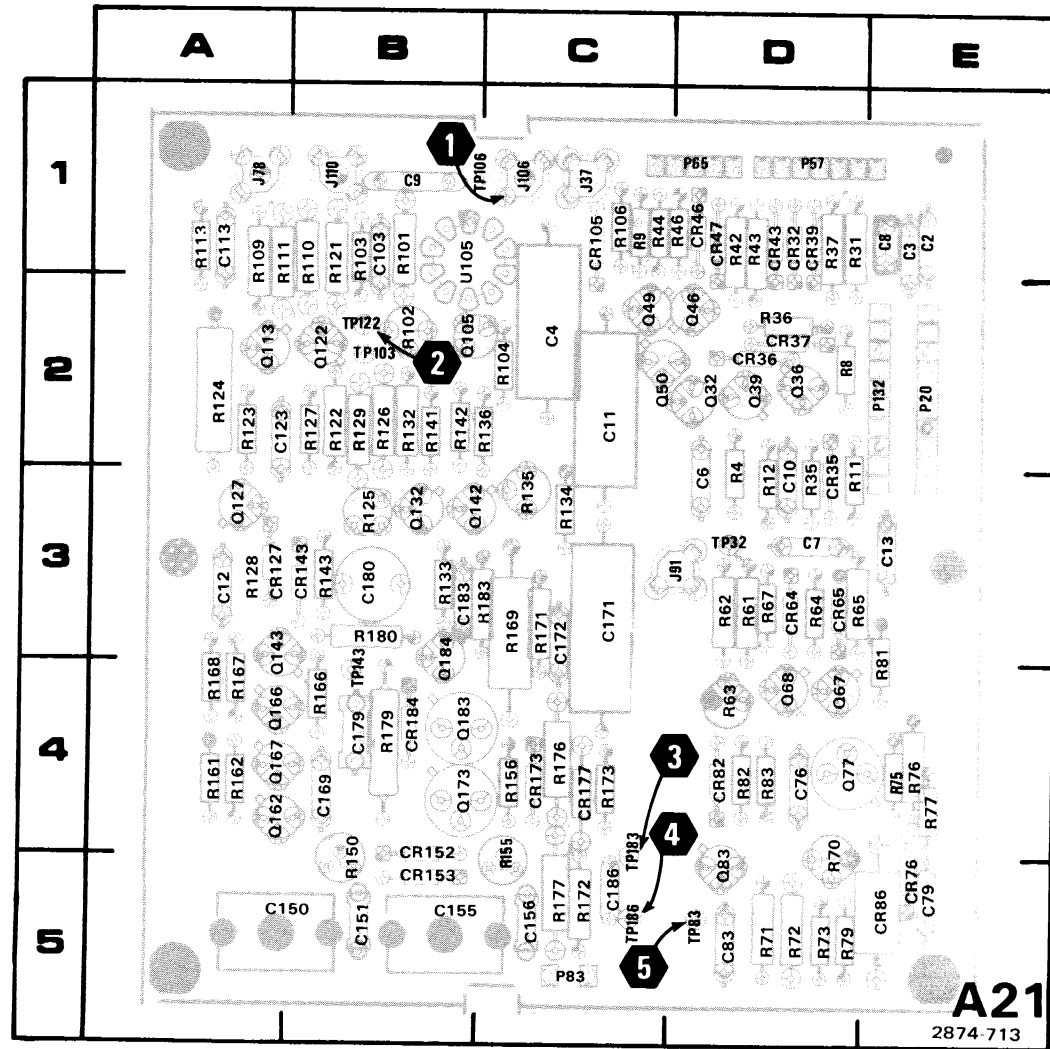 A B C D E
1
2
3
4
5
1
J78 J110 C9 TP106 J106 J37 P65 P57
R113 C113 R109 R111 R110 R121 R103 C103 R101 U105 CR105 R106 R9 R44 R46 CR46 CR47 R42 R43 CR43 CR32 CR39 R37 R31 C8 C3 C2
Q113 Q122 TP122 R102 Q105 C4 Q49 Q46 R36
TP103 2 R104 CR37
CR36
R124 Q50 Q32 Q39 Q36 R8 P132 P20
R123 C123 R127 R122 R129 R126 R132 R141 R142 R136 C11
C6 R4 R12 C10 R35 CR35 R11
Q127 R125 Q132 Q142 R135 R134
TP32 C7 C13
C12 R128 CR127 CR143 R143 C180 R133 C183 R183 R169 R171 C172 C171 J91 R62 R61 R67 CR64 R64 CR65 R65
R180
Q143 Q184 R81
R168 R167 R166 TP143 R63 Q68 Q67
Q166 C179 R179 CR184 Q183
R161 R162 Q167 C169 Q173 R156 CR173 R176 CR177 R173 3 CR82 R82 R83 C76 Q77 R75 R76 R77
Q162 4
R150 CR152 R155 TP183 Q83 R70
CR153 R177 R172 C186 CR86 CR76 C79
C150 C151 C155 C156 TP186 TP83 C83 R71 R72 R73 R79
5
P83
A21
2874-713